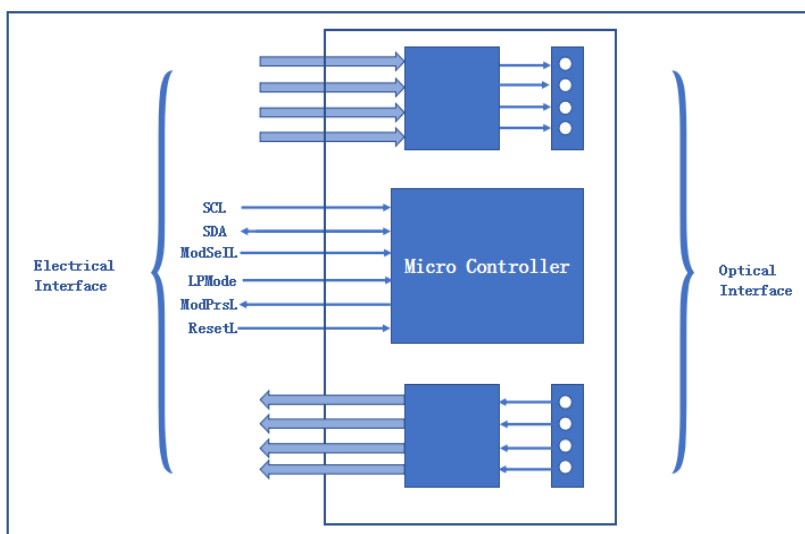 SCL
SDA
ModSelL
LPMode
ModPrsL
ResetL
Electrical
Interface
Micro Controller
Optical
Interface